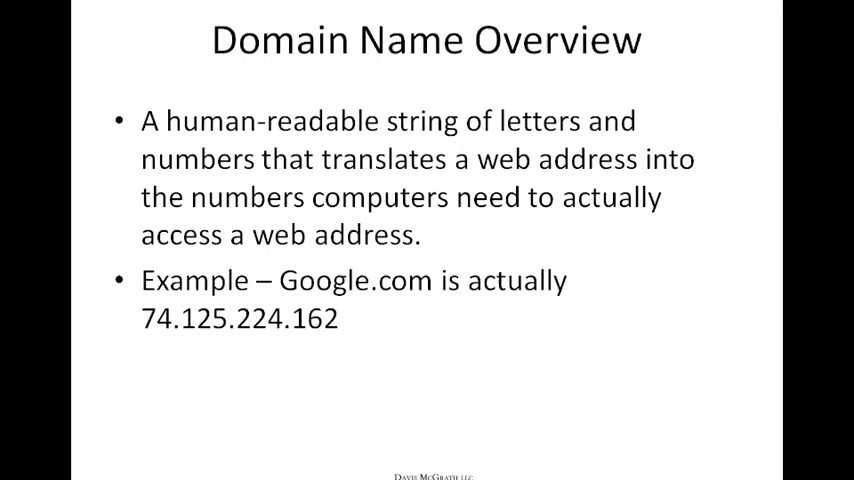 Domain Name Overview
• A human-readable string of letters and
numbers that translates a web address into
the numbers computers need to actually
access a web address.
• Example – Google.com is actually
74.125.224.162
DAVIS MCGRATH LLC